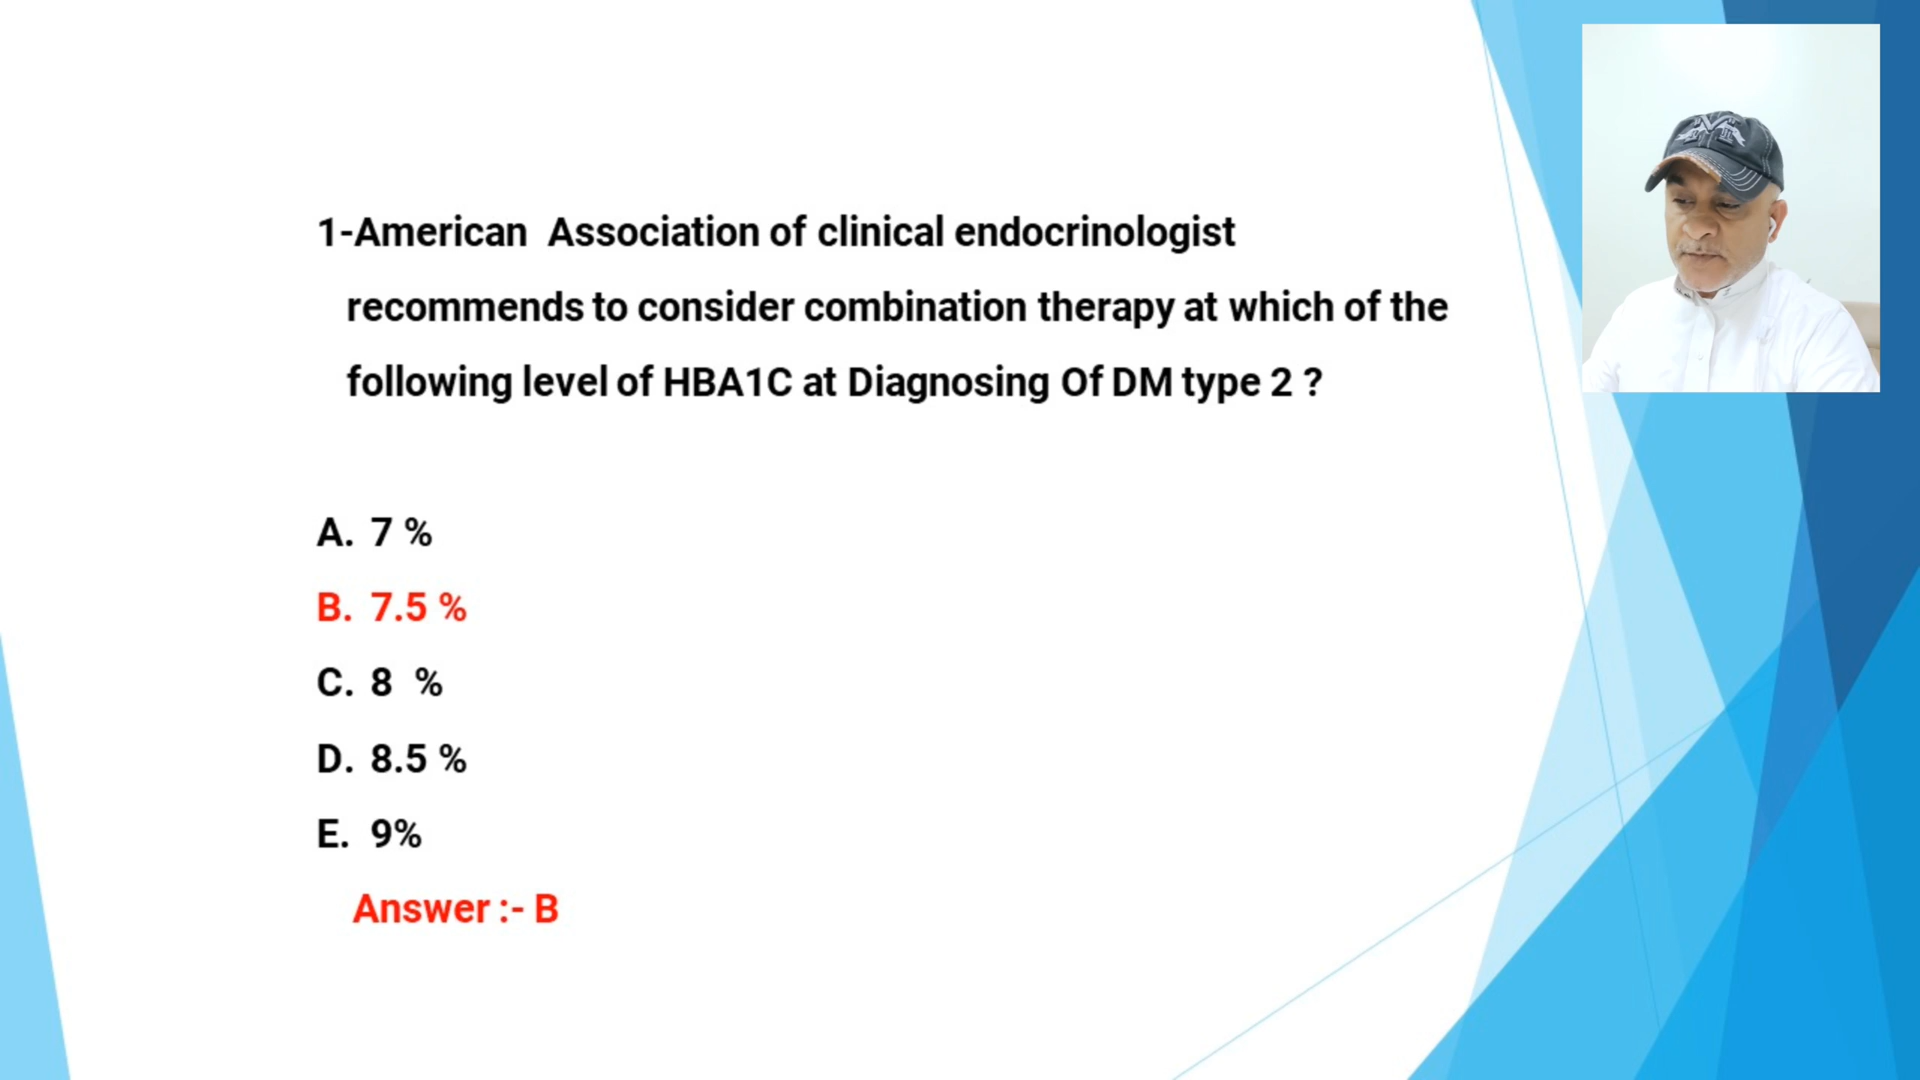 1-American Association of clinical endocrinologist
recommends to consider combination therapy at which of the
following level of HBA1C at Diagnosing Of DM type 2 ?
A. 7 %
B. 7.5 %
C. 8 %
D. 8.5 %
E. 9%
Answer :- B